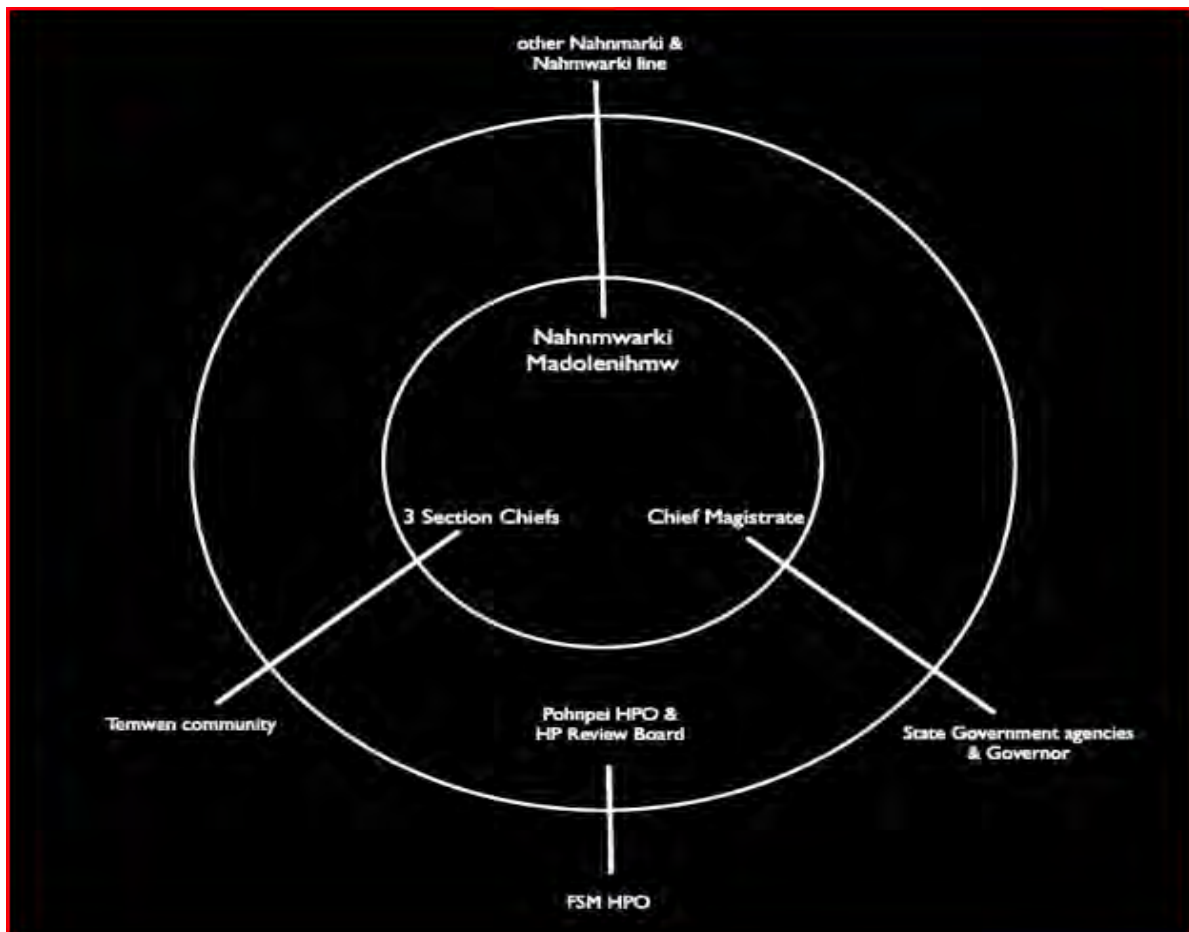 other Nahnmarki &
Nahmwarki line
Nahnmwarki
Madolenihmw
3 Section Chiefs
Chief Magistrate
Temwen community
Pohnpei HPO &
HP Review Board
State Government agencies
& Governor
FSM HPO